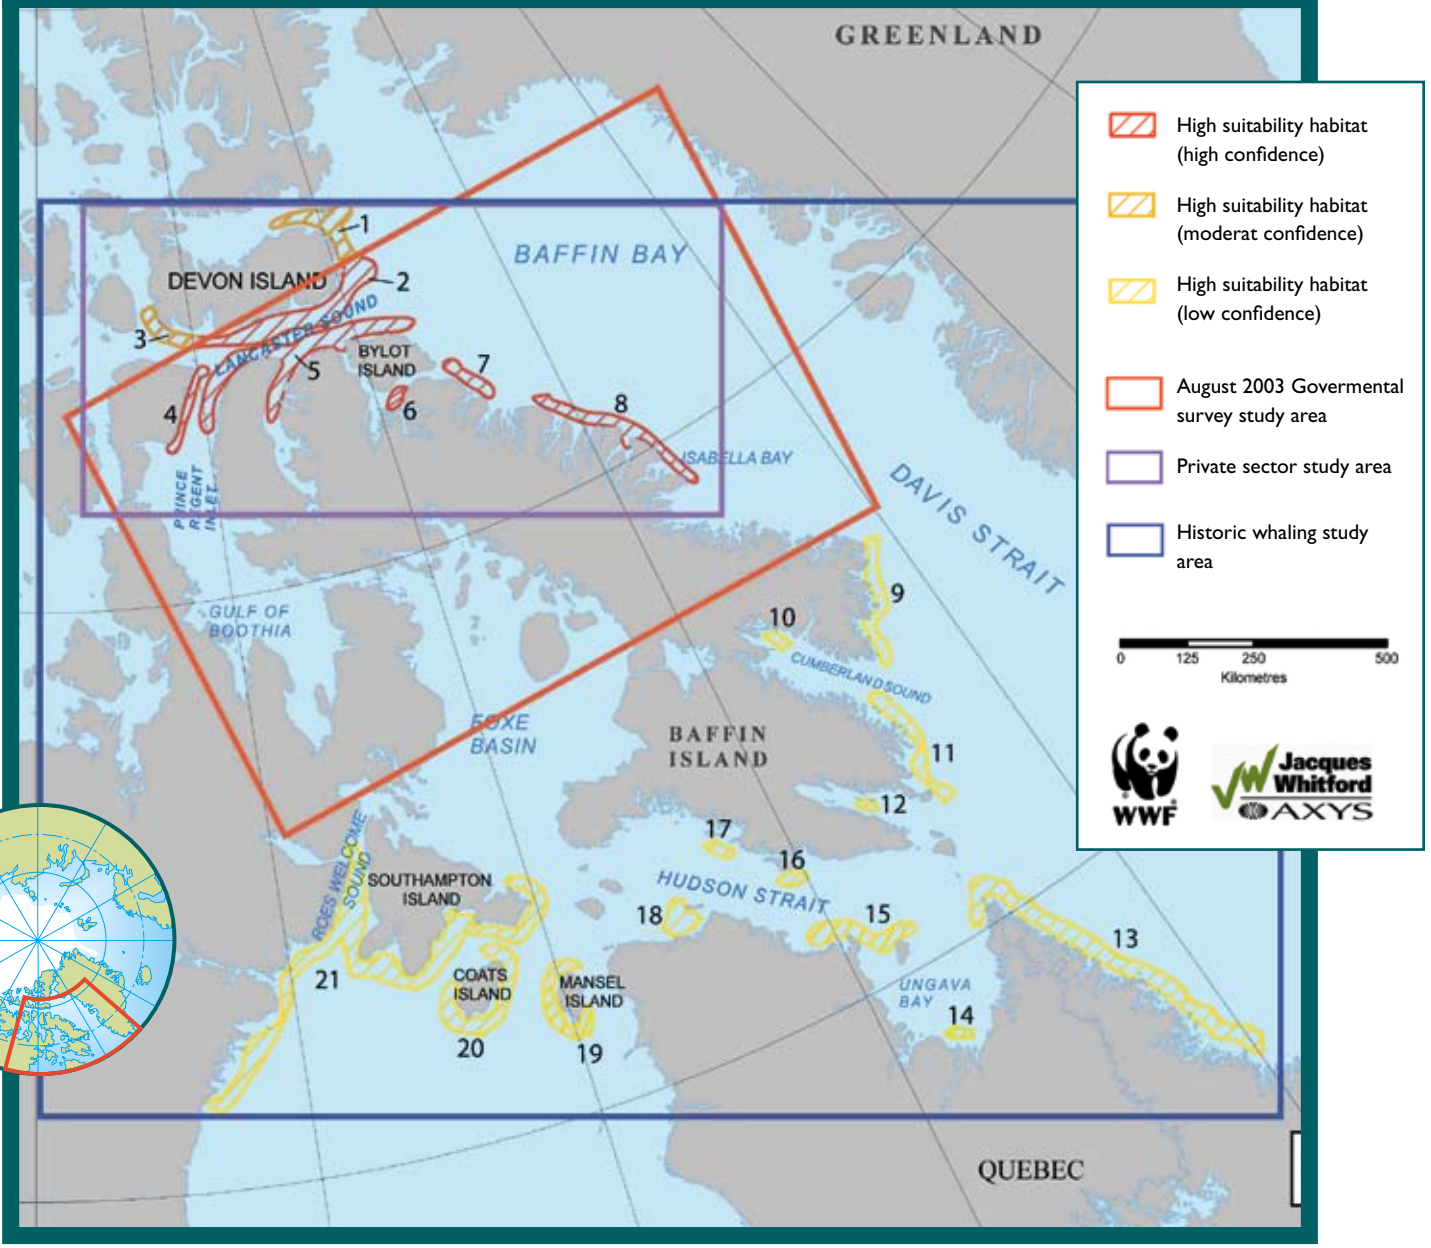 GREENLAND
BAFFIN BAY
DEVON ISLAND
LANCASTER SOUND
BYLOT
ISLAND
1
2
3
4
5
6
7
8
ISABELLA BAY
PRINCE
REGENT
INLET
DAVIS STRAIT
GULF OF
BOOTHIA
9
10
CUMBERLAND SOUND
FOXE
BASIN
BAFFIN
ISLAND
11
12
17
16
HUDSON STRAIT
18
15
ROES WELCOME
SOUND
SOUTHAMPTON
ISLAND
13
21
COATS
ISLAND
MANSEL
ISLAND
UNGAVA
BAY
14
20
19
QUEBEC
High suitability habitat
(high confidence)
High suitability habitat
(moderat confidence)
High suitability habitat
(low confidence)
August 2003 Govermental
survey study area
Private sector study area
Historic whaling study
area
0 125 250 500
Kilometres
WWF
®
JW
Jacques
Whitford
AXYS